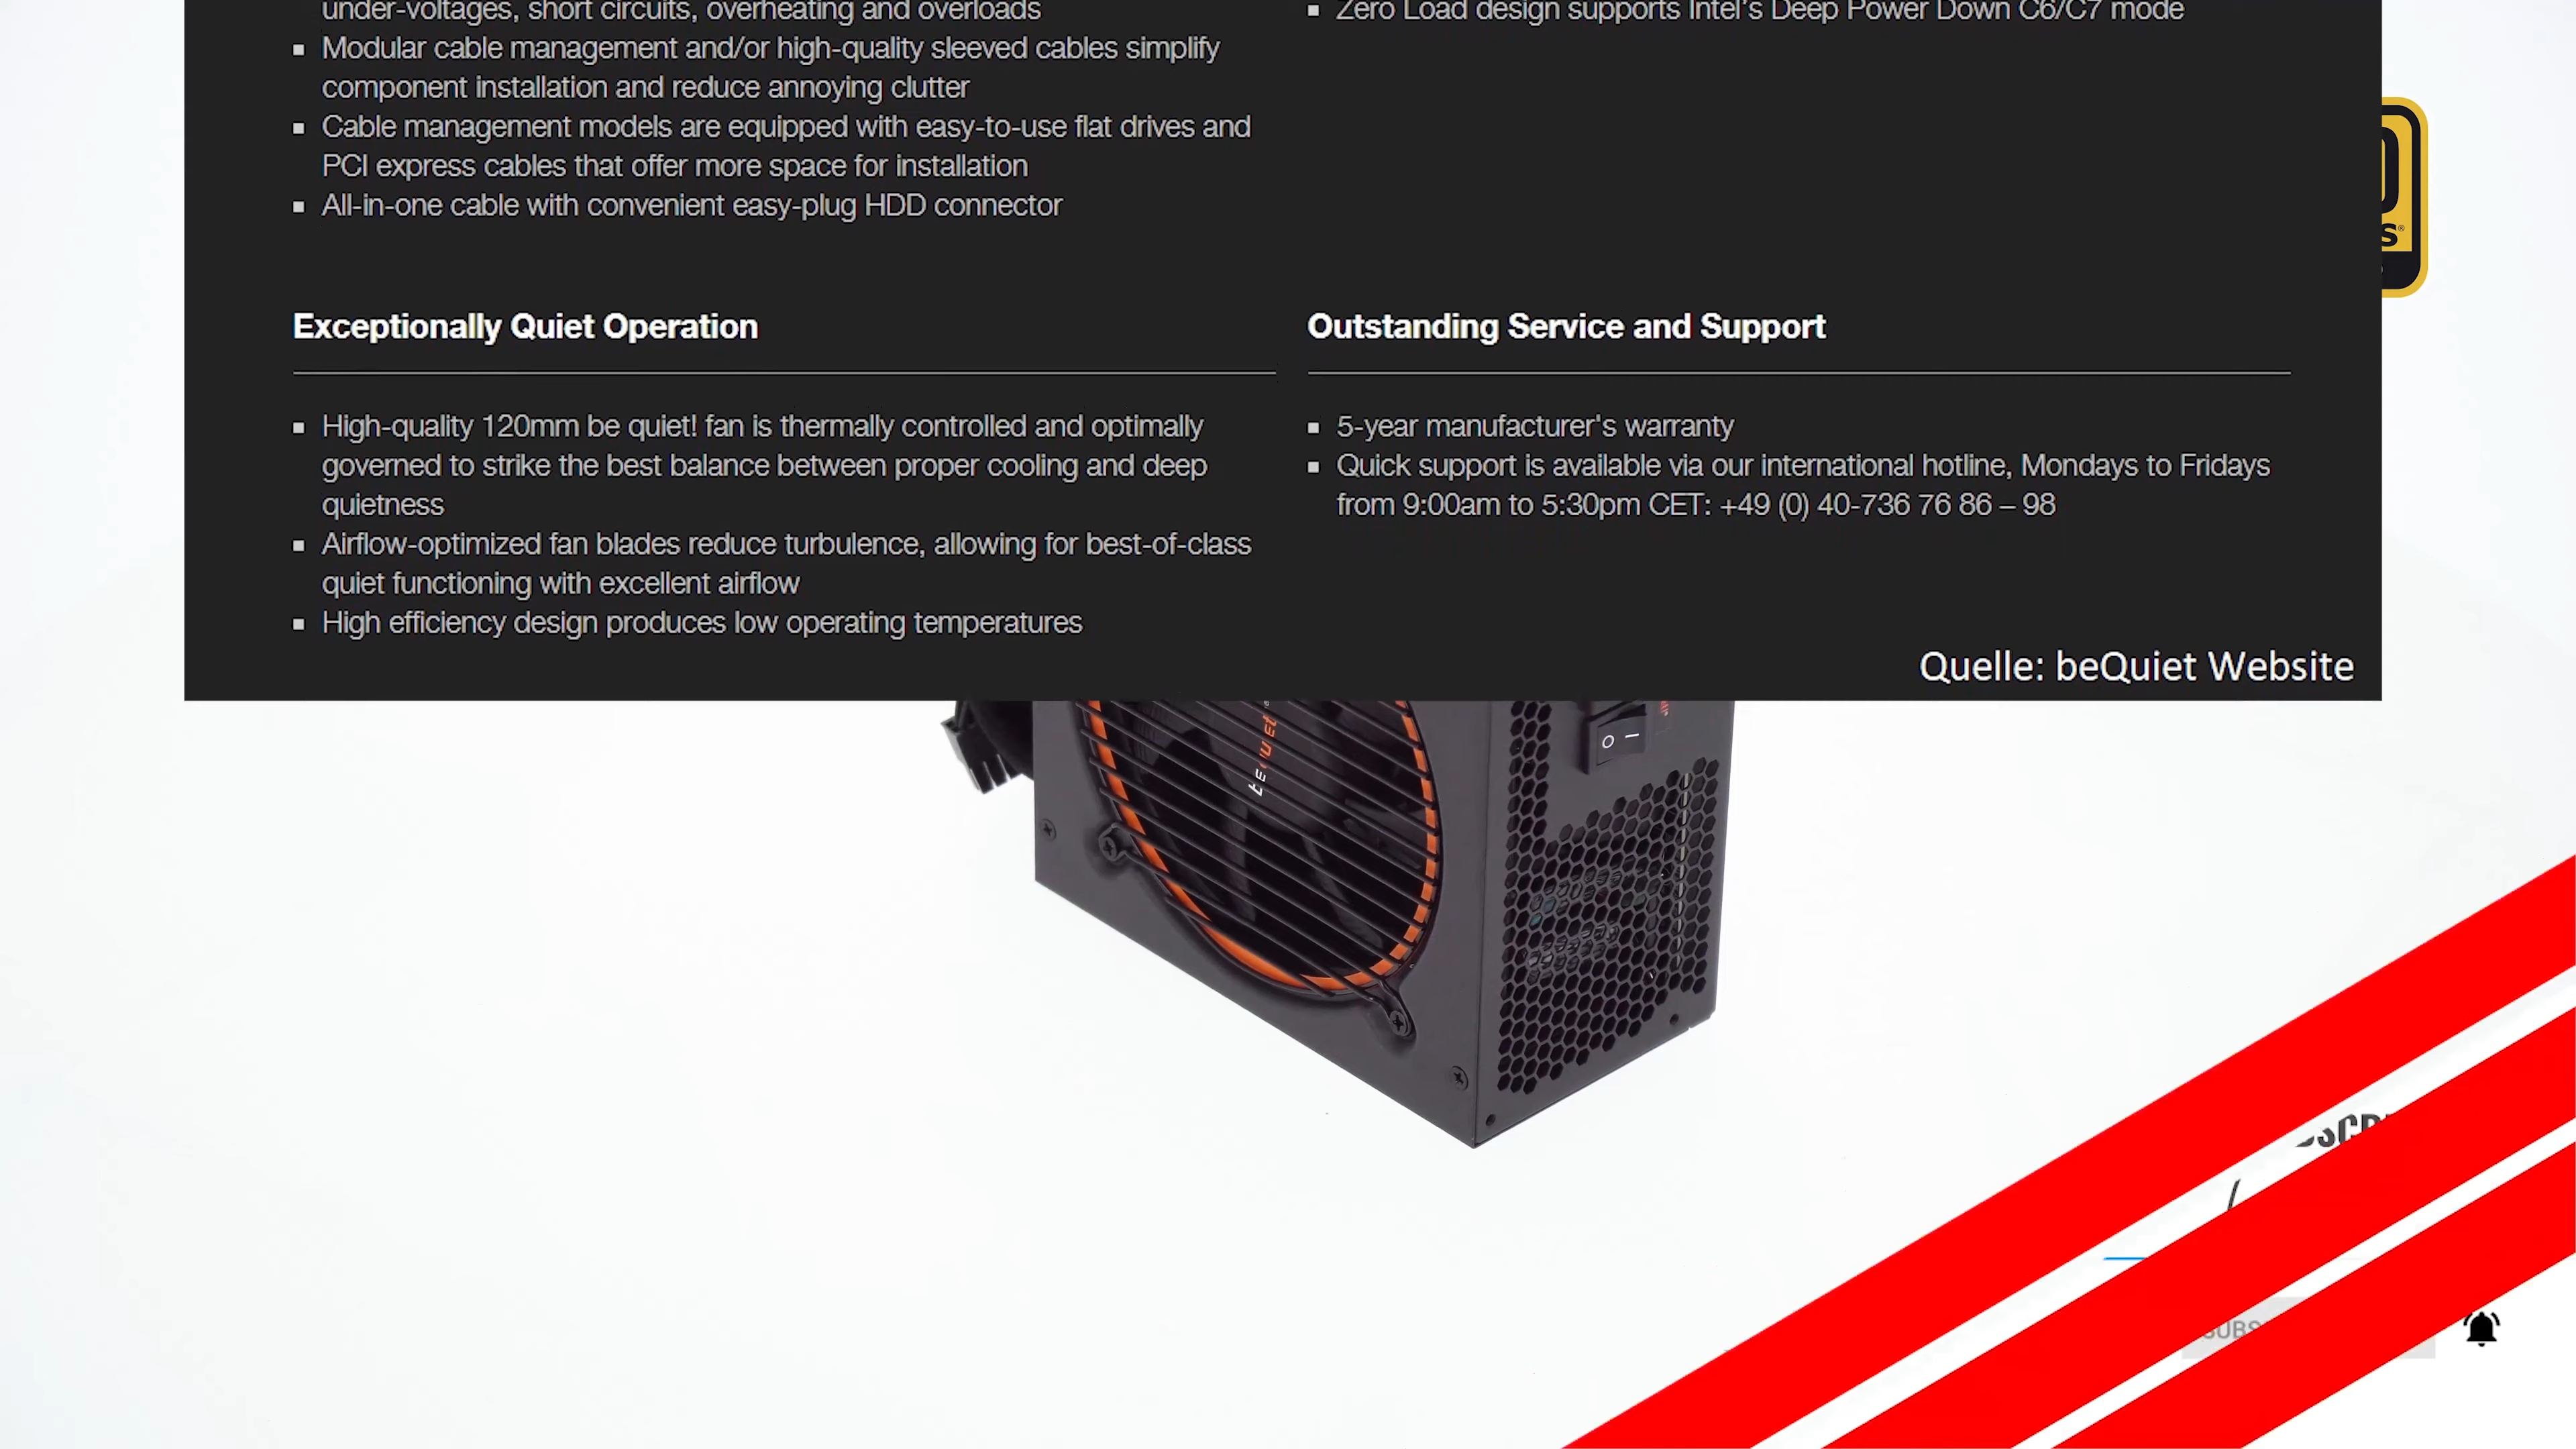 under-voltages, short circuits, overheating and overloads
▪ Modular cable management and/or high-quality sleeved cables simplify
component installation and reduce annoying clutter
▪ Cable management models are equipped with easy-to-use flat drives and
PCI express cables that offer more space for installation
▪ All-in-one cable with convenient easy-plug HDD connector
▪ Zero Load design supports Intel's Deep Power Down C6/C7 mode
Exceptionally Quiet Operation
▪ High-quality 120mm be quiet! fan is thermally controlled and optimally
governed to strike the best balance between proper cooling and deep
quietness
▪ Airflow-optimized fan blades reduce turbulence, allowing for best-of-class
quiet functioning with excellent airflow
▪ High efficiency design produces low operating temperatures
Outstanding Service and Support
▪ 5-year manufacturer's warranty
▪ Quick support is available via our international hotline, Mondays to Fridays
from 9:00am to 5:30pm CET: +49 (0) 40-736 76 86 – 98
Quelle: beQuiet Website